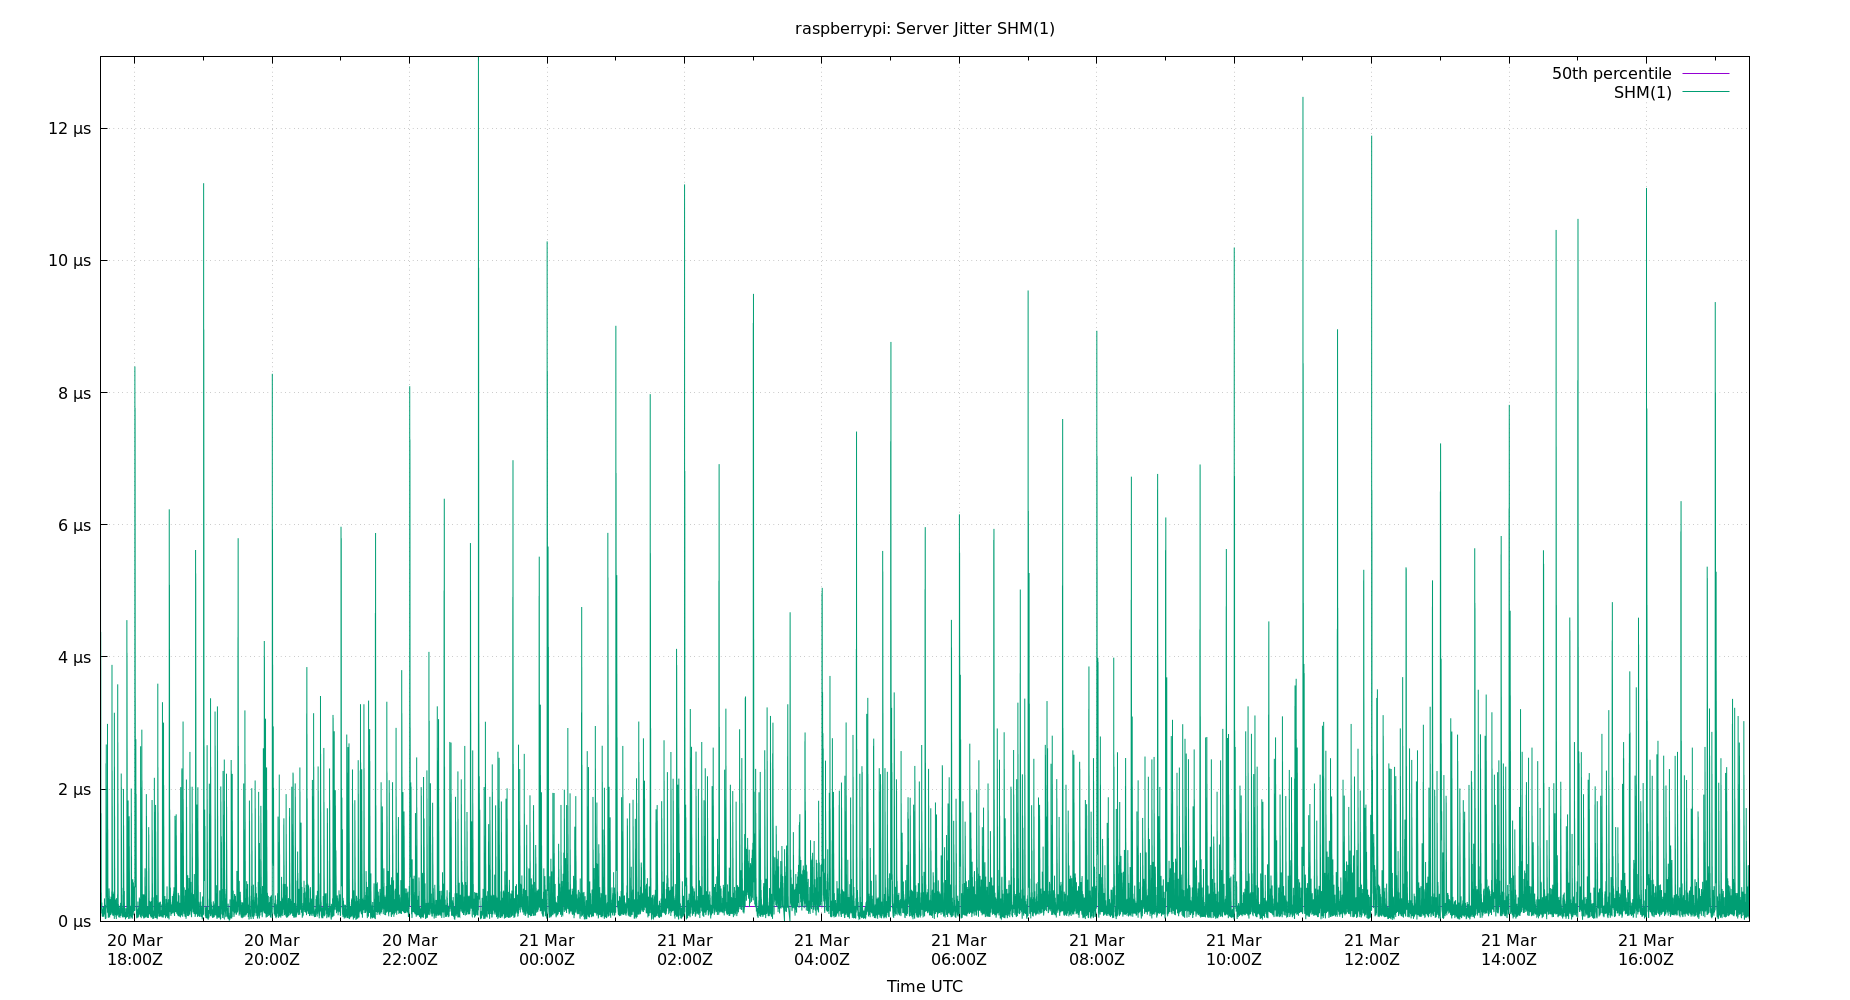 raspberrypi: Server Jitter SHM(1)
50th percentile
SHM(1)
12 µs
10 µs
8 µs
6 µs
4 µs
2 µs
0 µs
20 Mar 20 Mar 20 Mar 21 Mar 21 Mar 21 Mar 21 Mar 21 Mar 21 Mar 21 Mar 21 Mar 21 Mar
18:00Z 20:00Z 22:00Z 00:00Z 02:00Z 04:00Z 06:00Z 08:00Z 10:00Z 12:00Z 14:00Z 16:00Z
Time UTC